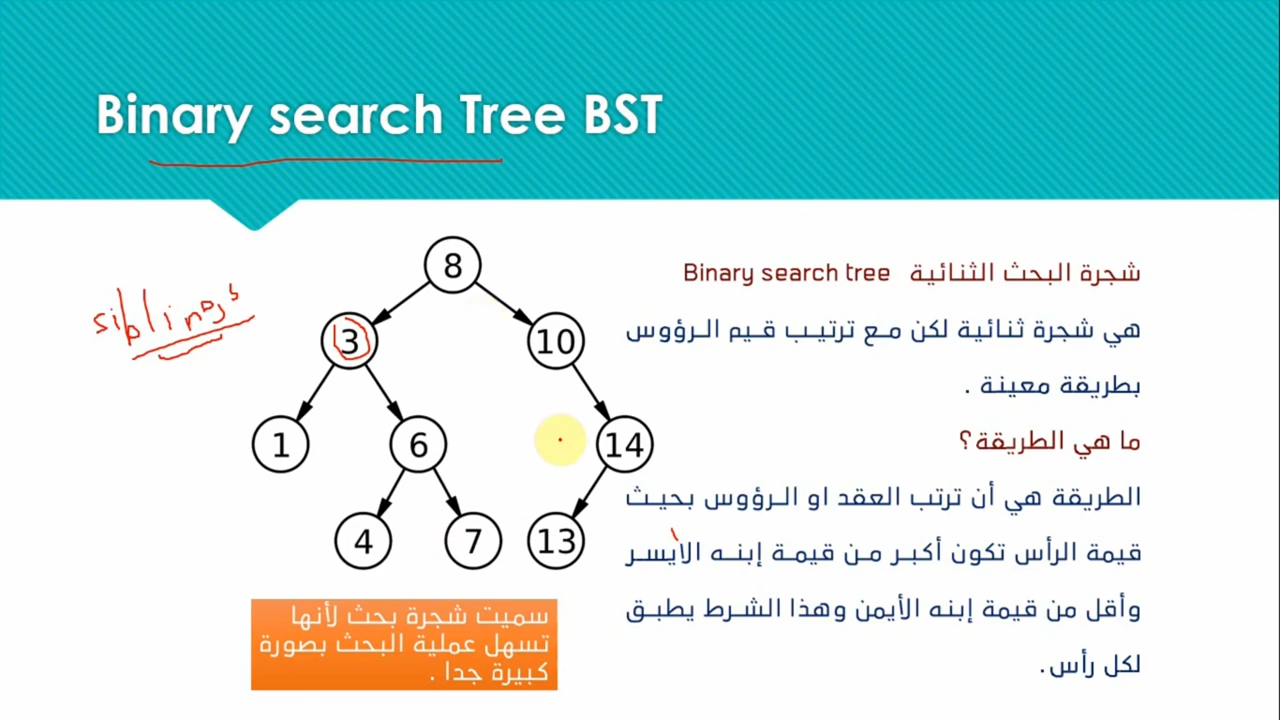 Binary search Tree BST
siblings
8
3
10
1
6
14
4
7
13
شجرة البحث الثنائية Binary search tree
هي شجرة ثنائية لكن مع ترتيب قيم الرؤوس
بطريقة معينة .
ما هي الطريقة؟
الطريقة هي أن ترتب العقد او الرؤوس بحيث
قيمة الرأس تكون أكبر من قيمة إبنه الايسر
وأقل من قيمة إبنه الأيمن وهذا الشرط يطبق
لكل رأس.
سميت شجرة بحث لأنها
تسهل عملية البحث بصورة
كبيرة جدا .